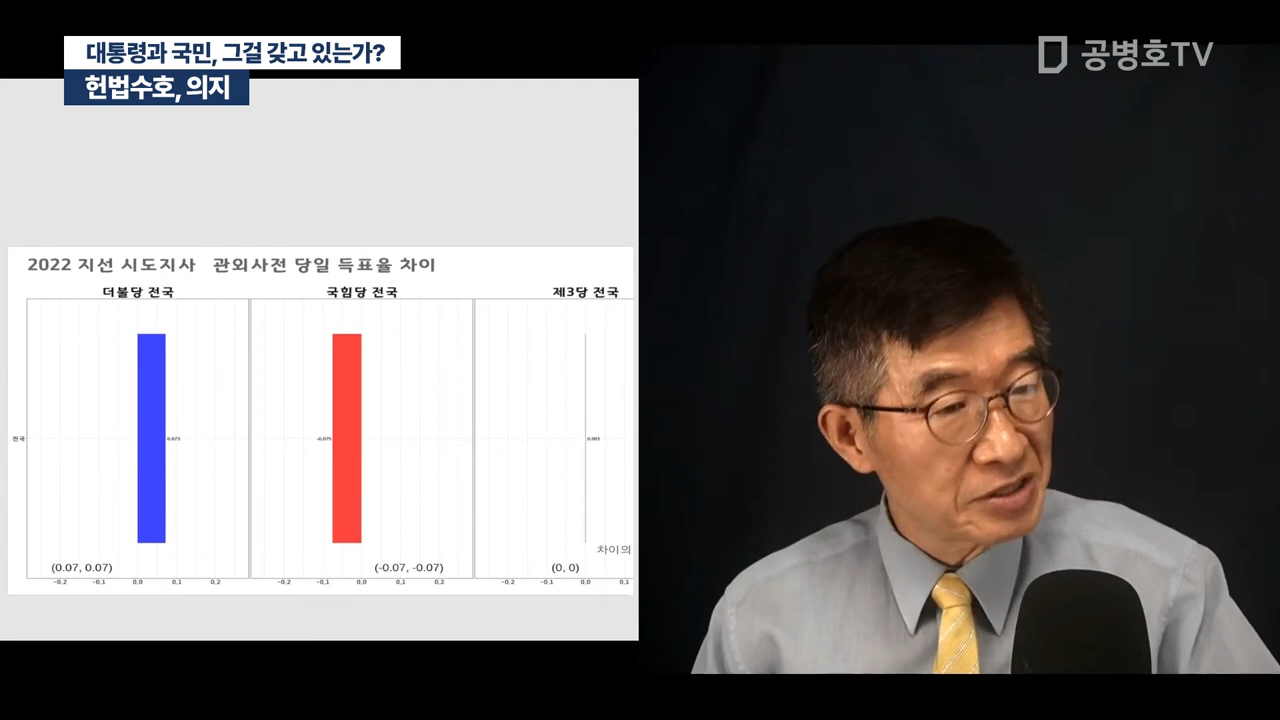 대통령과 국민, 그걸 갖고 있는가?
헌법수호, 의지
공병호TV
2022 지선 시도지사 관외사전 당일 득표율 차이
더불당 전국
국힘당 전국
제3당 전국
전국
0.073
-0.075
0.001
차이의
(0.07, 0.07)
(-0.07, -0.07)
(0, 0)
-0.2 -0.1 0.0 0.1 0.2
-0.2 -0.1 0.0 0.1 0.2
-0.2 -0.1 0.0 0.1